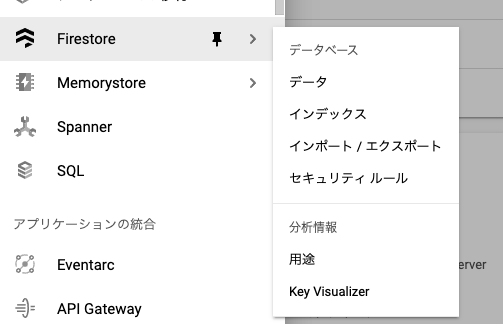 Firestore
Memorystore
Spanner
SQL
アプリケーションの統合
Eventarc
API Gateway
データベース
データ
インデックス
インポート / エクスポート
セキュリティ ルール
分析情報
用途
Key Visualizer
erver